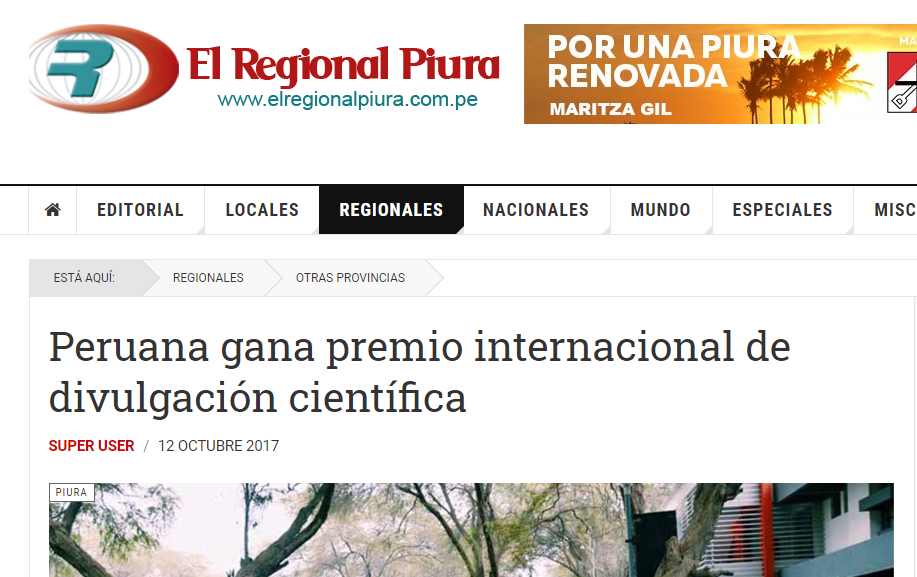 El Regional Piura
www.elregionalpiura.com.pe
POR UNA PIURA
RENOVADA
MARITZA GIL
MA
EDITORIAL
LOCALES
REGIONALES
NACIONALES
MUNDO
ESPECIALES
MISC
ESTÁ AQUÍ:
REGIONALES
OTRAS PROVINCIAS
Peruana gana premio internacional de
divulgación científica
SUPER USER / 12 OCTUBRE 2017
PIURA